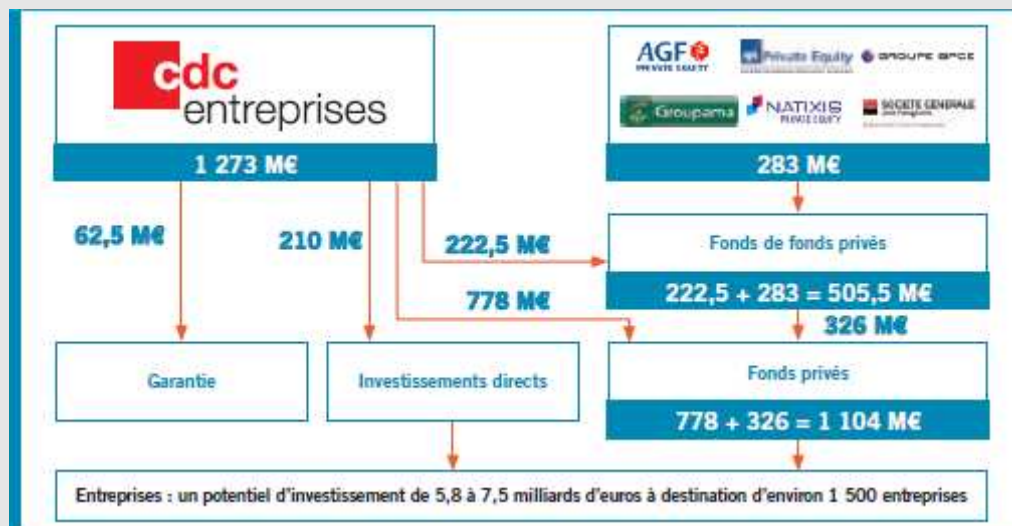 cdc
entreprises
1 273 M€
AGF
PRIVATE EQUITY
Private Equity
GROUPE BPCE
Groupama
NATIXIS
PRIVATE EQUITY
SOCIETE GENERALE
283 M€
62,5 M€
210 M€
222,5 M€
778 M€
Fonds de fonds privés
222,5 + 283 = 505,5 M€
326 M€
Garantie
Investissements directs
Fonds privés
778 + 326 = 1 104 M€
Entreprises : un potentiel d'investissement de 5,8 à 7,5 milliards d'euros à destination d'environ 1 500 entreprises